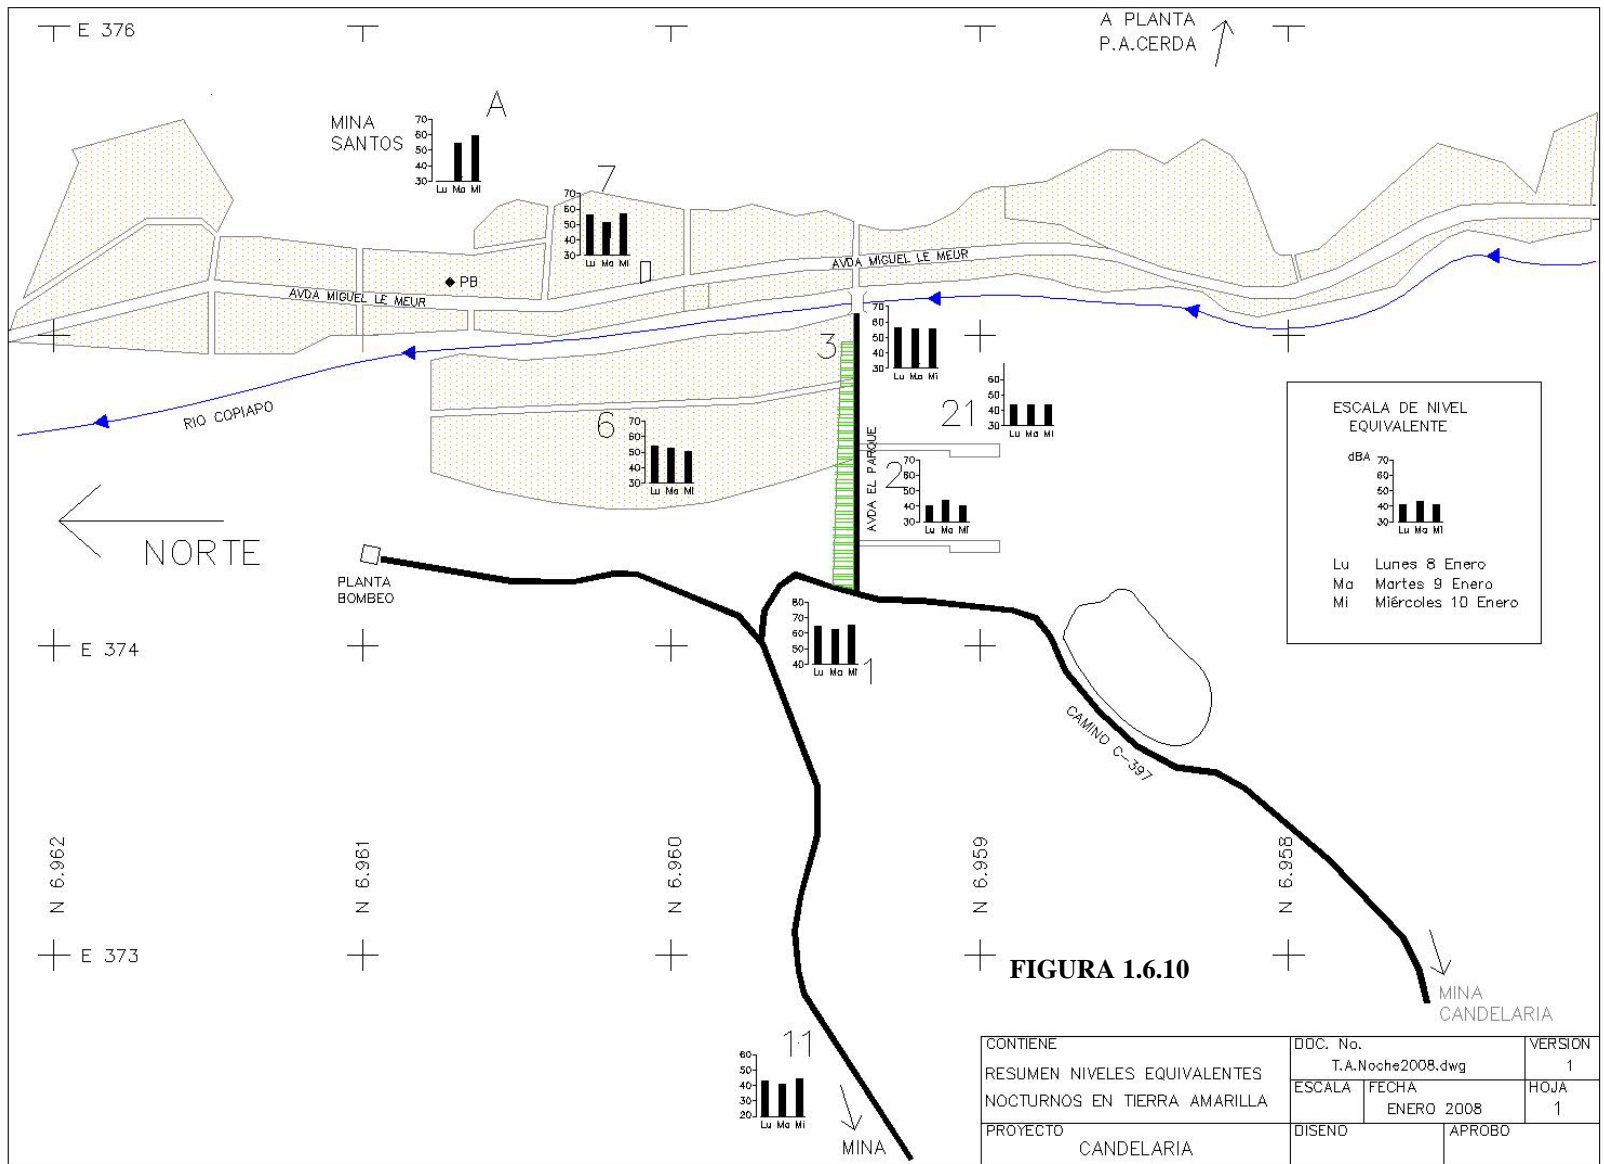 E 376
A PLANTA
P.A.CERDA
MINA
SANTOS
A
70
60
50
40
30
Lu Ma Mi
7
70
60
50
40
30
Lu Ma Mi
PB
AVDA MIGUEL LE MEUR
AVDA MIGUEL LE MEUR
RIO COPIAPO
3
70
60
50
40
30
Lu Ma Mi
21
60
50
40
30
Lu Ma Mi
6
70
60
50
40
30
Lu Ma Mi
2
70
60
50
40
30
Lu Ma Mi
AVDA EL PARQUE
ESCALA DE NIVEL
EQUIVALENTE
dBA
70
60
50
40
30
Lu Ma Mi
Lu Lunes 8 Enero
Ma Martes 9 Enero
Mi Miércoles 10 Enero
NORTE
PLANTA
BOMBEO
E 374
80
70
60
50
40
Lu Ma Mi
1
CAMINO C-397
N 6.962
N 6.961
N 6.960
N 6.959
N 6.958
E 373
FIGURA 1.6.10
MINA
CANDELARIA
11
60
50
40
30
20
Lu Ma Mi
MINA
CONTIENE
RESUMEN NIVELES EQUIVALENTES
NOCTURNOS EN TIERRA AMARILLA
DOC. No.
T.A.Noche2008.dwg
VERSION
1
ESCALA
FECHA
ENERO 2008
HOJA
1
PROYECTO
CANDELARIA
DISENO
APROBO